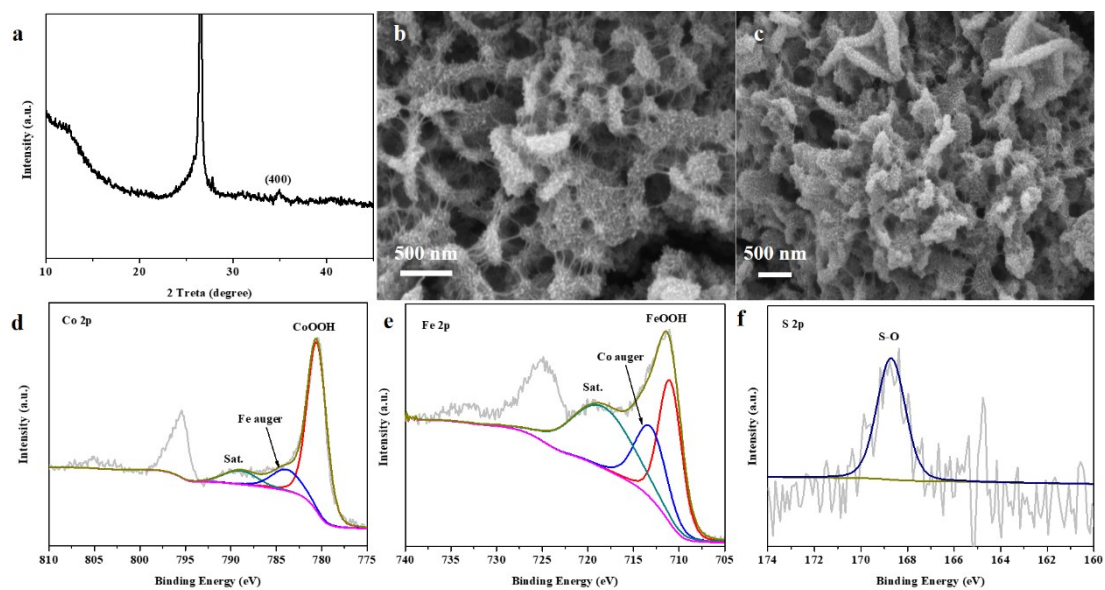 a
Intensity (a.u.)
(400)
10 20 30 40
2 Treta (degree)
b
500 nm
c
500 nm
d
Co 2p
CoOOH
Fe auger
Sat.
Intensity (a.u.)
810 805 800 795 790 785 780 775
Binding Energy (eV)
e
Fe 2p
FeOOH
Co auger
Sat.
Intensity (a.u.)
740 735 730 725 720 715 710 705
Binding Energy (eV)
f
S 2p
S-O
Intensity (a.u.)
174 172 170 168 166 164 162 160
Binding Energy (eV)